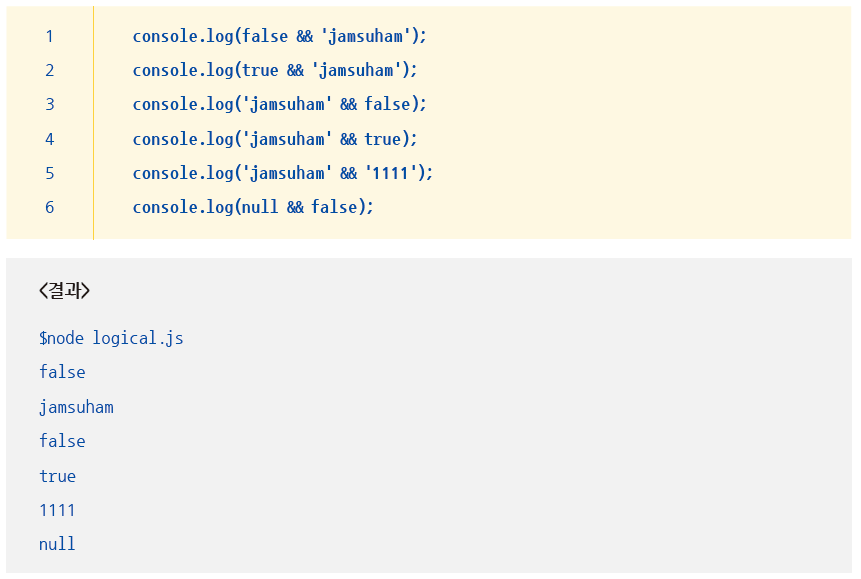 1 console.log(false && 'jamsuham');
2 console.log(true && 'jamsuham');
3 console.log('jamsuham' && false);
4 console.log('jamsuham' && true);
5 console.log('jamsuham' && '1111');
6 console.log(null && false);
<결과>
$node logical.js
false
jamsuham
false
true
1111
null